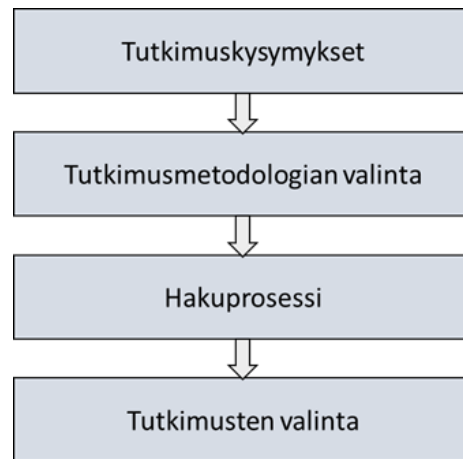 Tutkimuskysymykset
Tutkimusmetodologian valinta
Hakuprosessi
Tutkimusten valinta